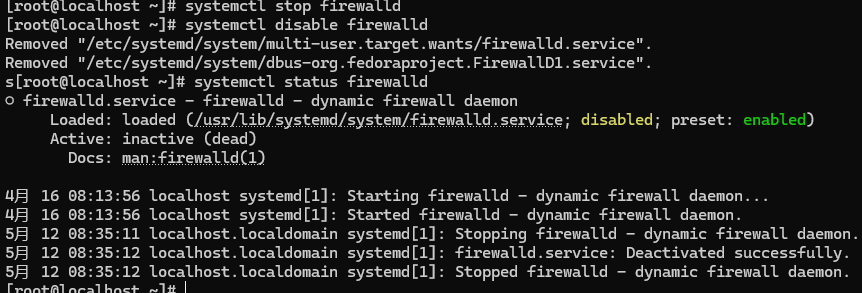 [root@localhost ~]# systemctl stop firewalld
[root@localhost ~]# systemctl disable firewalld
Removed "/etc/systemd/system/multi-user.target.wants/firewalld.service".
Removed "/etc/systemd/system/dbus-org.fedoraproject.FirewallD1.service".
s[root@localhost ~]# systemctl status firewalld
○ firewalld.service - firewalld - dynamic firewall daemon
     Loaded: loaded (/usr/lib/systemd/system/firewalld.service; disabled; preset: enabled)
     Active: inactive (dead)
       Docs: man:firewalld(1)

4月 16 08:13:56 localhost systemd[1]: Starting firewalld - dynamic firewall daemon...
4月 16 08:13:56 localhost systemd[1]: Started firewalld - dynamic firewall daemon.
5月 12 08:35:11 localhost.localdomain systemd[1]: Stopping firewalld - dynamic firewall daemon...
5月 12 08:35:12 localhost.localdomain systemd[1]: firewalld.service: Deactivated successfully.
5月 12 08:35:12 localhost.localdomain systemd[1]: Stopped firewalld - dynamic firewall daemon.
[root@localhost ~]#